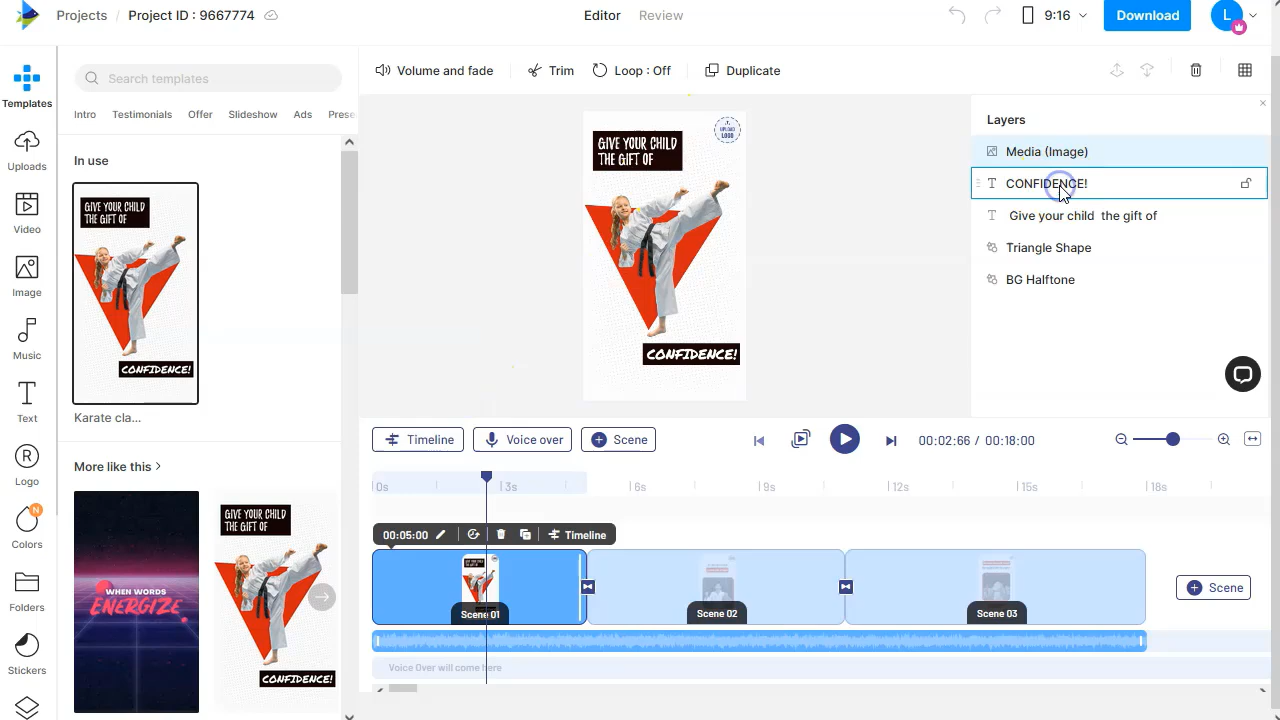 Projects / Project ID : 9667774
Editor
Review
9:16
Download
L
Templates
Uploads
Video
Image
Music
Text
Logo
Colors
N
Folders
Stickers
Search templates
Intro Testimonials Offer Slideshow Ads Prese
In use
GIVE YOUR CHILD
THE GIFT OF
CONFIDENCE!
Karate cla...
More like this
WHEN WORDS
ENERGIZE
GIVE YOUR CHILD
THE GIFT OF
CONFIDENCE!
Volume and fade
Trim
Loop : Off
Duplicate
GIVE YOUR CHILD
THE GIFT OF
UPLOAD
LOGO
CONFIDENCE!
Layers
Media (Image)
CONFIDENCE!
Give your child the gift of
Triangle Shape
BG Halftone
Timeline
Voice over
Scene
00:02:66 / 00:18:00
0s 3s 6s 9s 12s 15s 18s
00:05:00
Timeline
Scene 01
Scene 02
Scene 03
Scene
Voice Over will come here